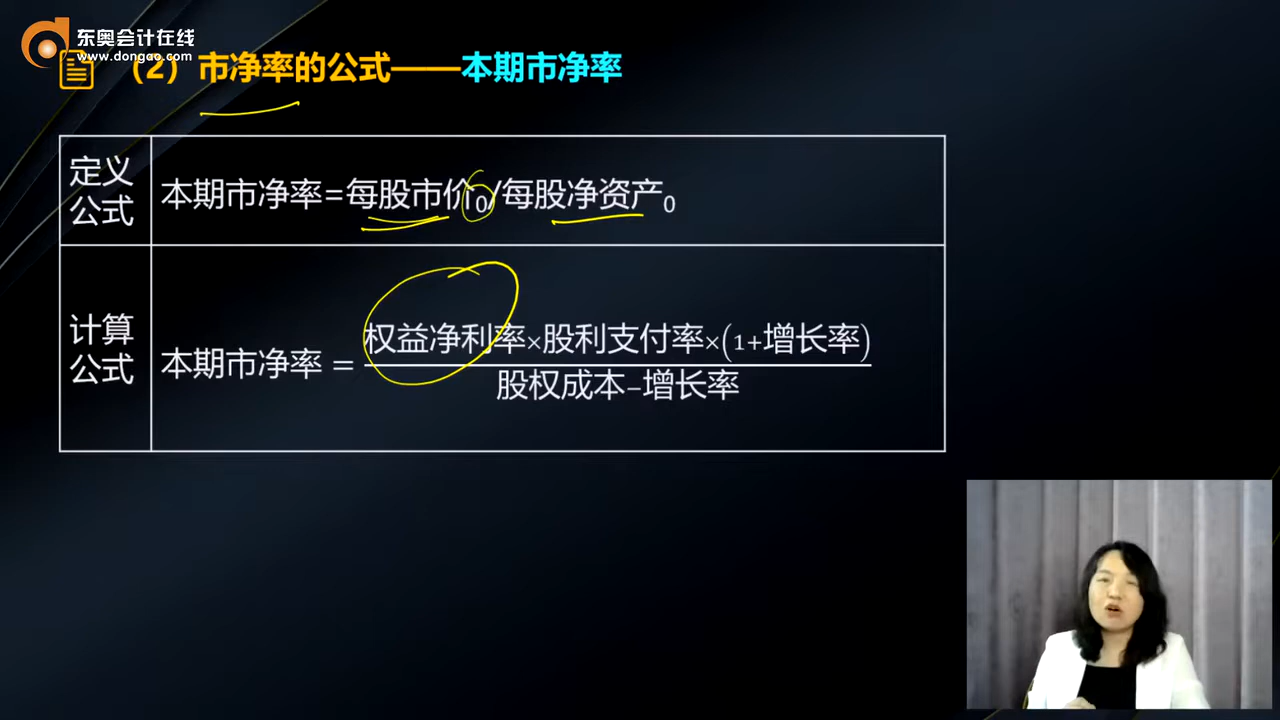 东奥会计在线
www.dongao.com
（2）市净率的公式——本期市净率
定义公式
本期市净率=每股市价₀/每股净资产₀
计算公式
本期市净率 = 权益净利率×股利支付率×(1+增长率)
股权成本−增长率